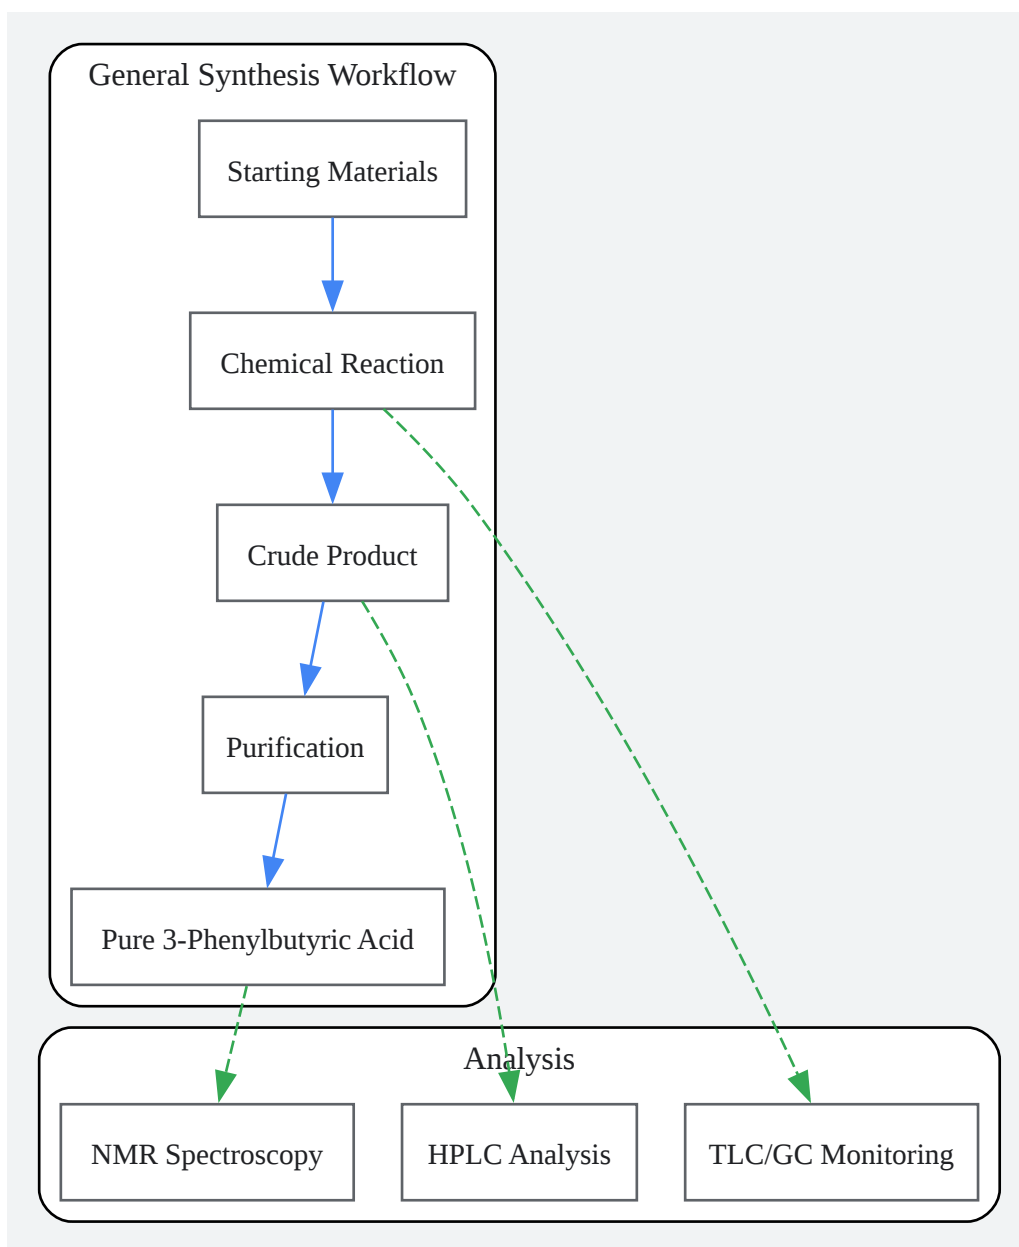 General Synthesis Workflow
Starting Materials
Chemical Reaction
Crude Product
Purification
Pure 3-Phenylbutyric Acid
Analysis
NMR Spectroscopy
HPLC Analysis
TLC/GC Monitoring